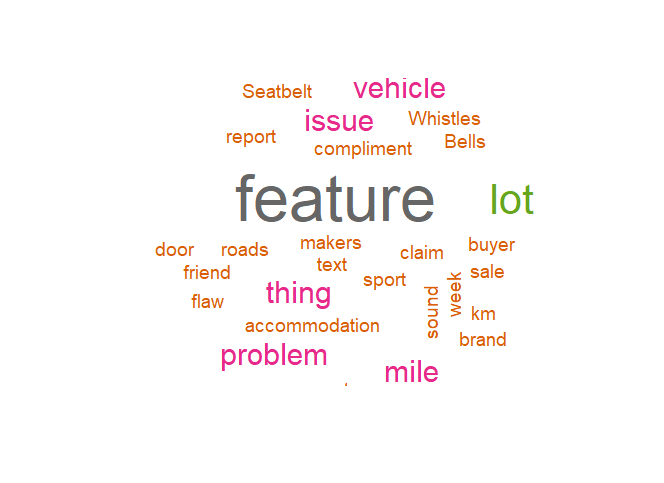 Seatbelt vehicle
issue Whistles
report compliment Bells
feature lot
door roads makers claim buyer
friend text sport sale
flaw thing sound week km
accommodation brand
problem mile